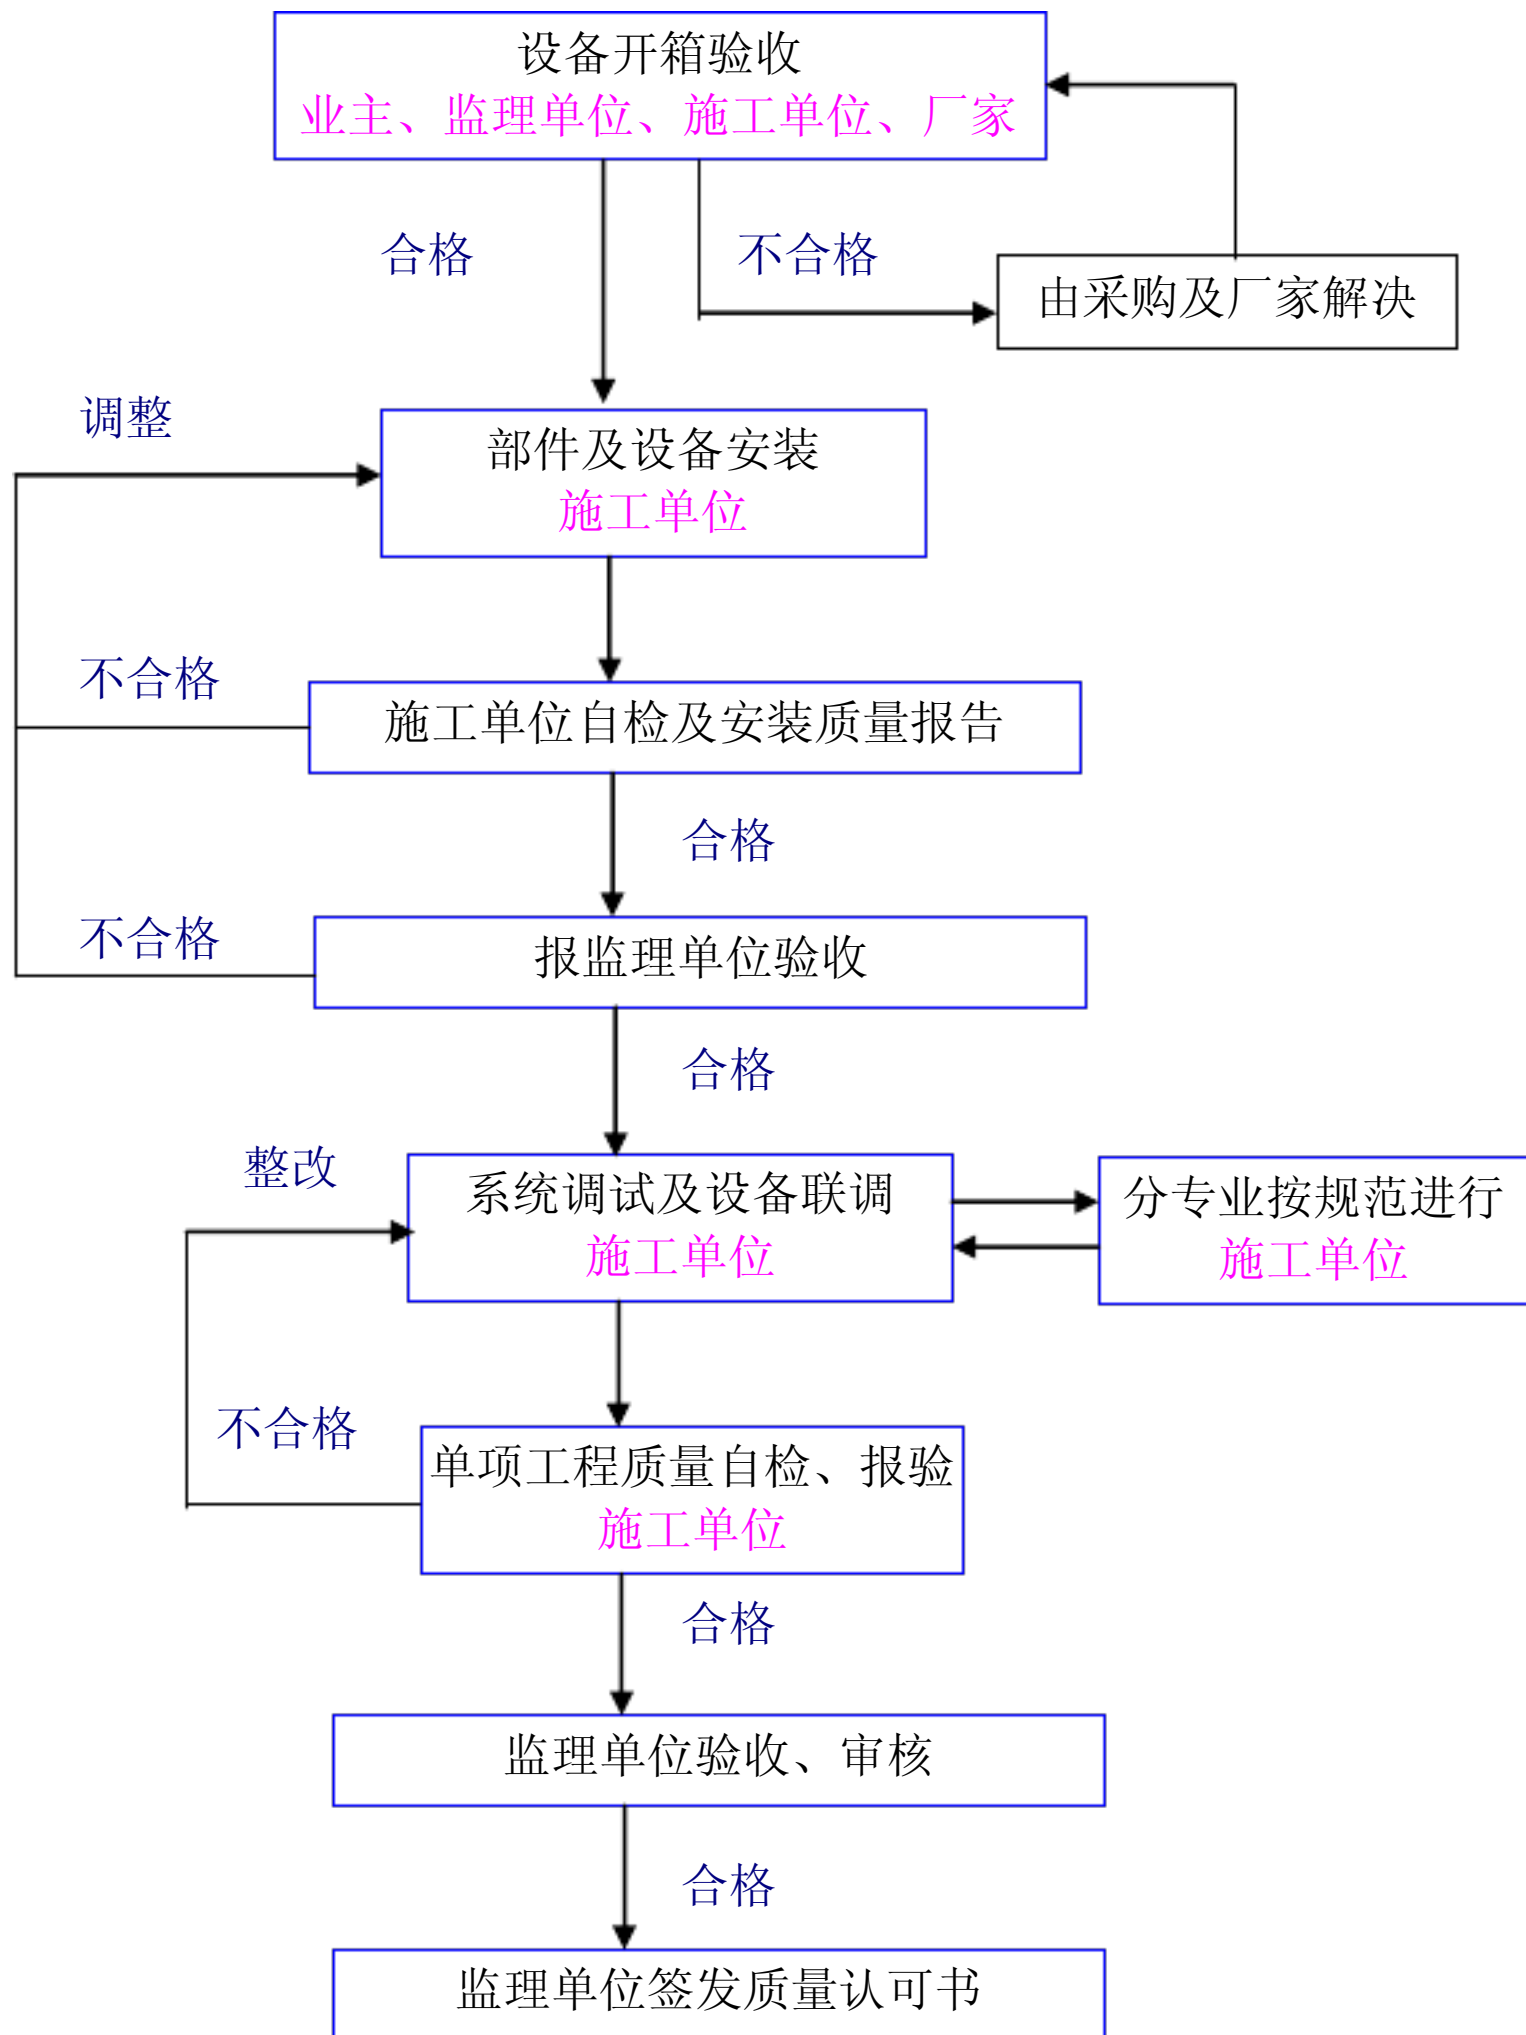 设备开箱验收
业主、监理单位、施工单位、厂家
合格
不合格
由采购及厂家解决
调整
部件及设备安装
施工单位
不合格
施工单位自检及安装质量报告
合格
不合格
报监理单位验收
合格
整改
系统调试及设备联调
施工单位
分专业按规范进行
施工单位
不合格
单项工程质量自检、报验
施工单位
合格
监理单位验收、审核
合格
监理单位签发质量认可书